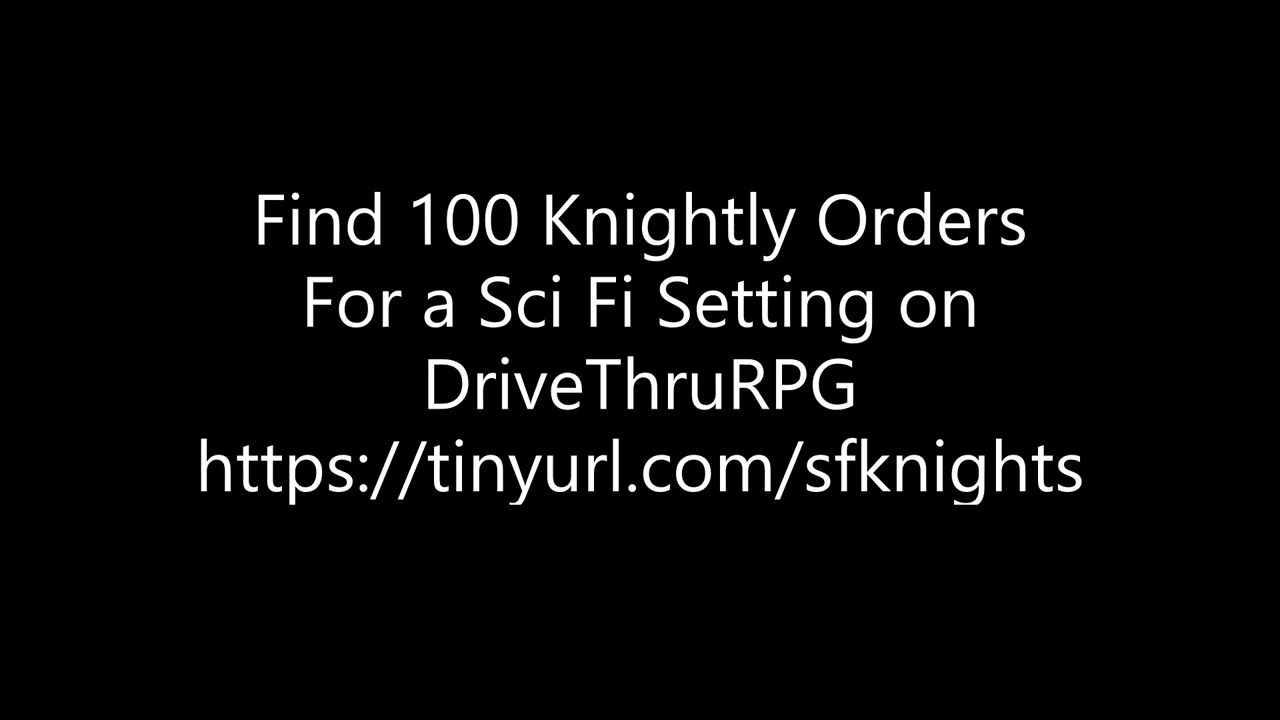 Find 100 Knightly Orders
For a Sci Fi Setting on
DriveThruRPG
https://tinyurl.com/sfknights